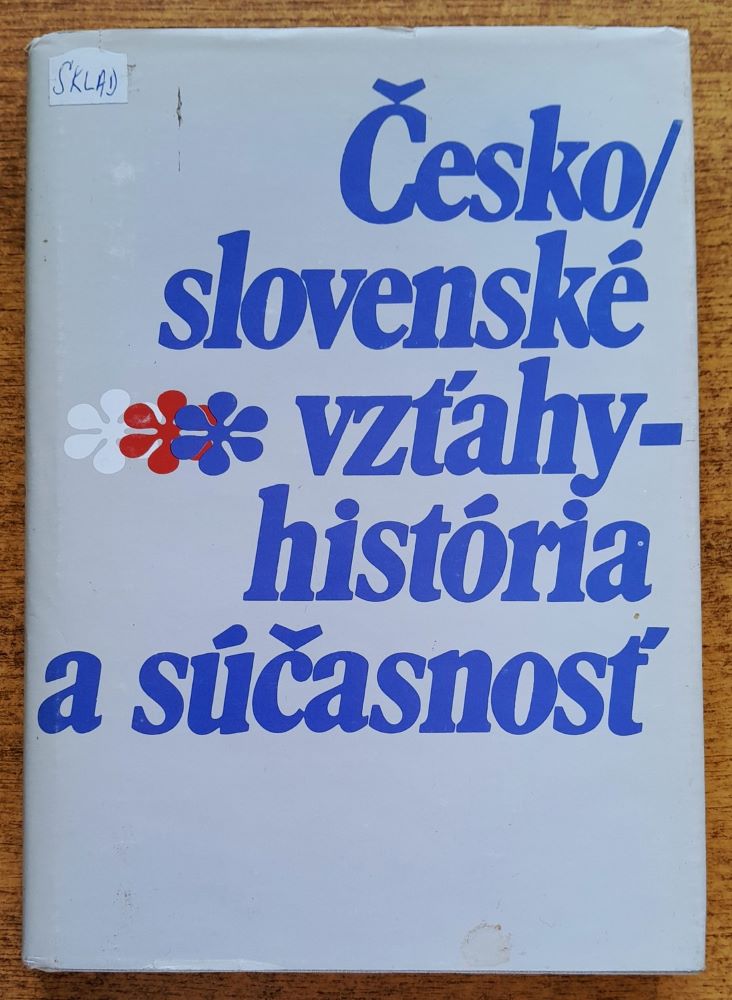 SKLAD
Česko/
slovenské
vzťahy-
história
a súčasnosť